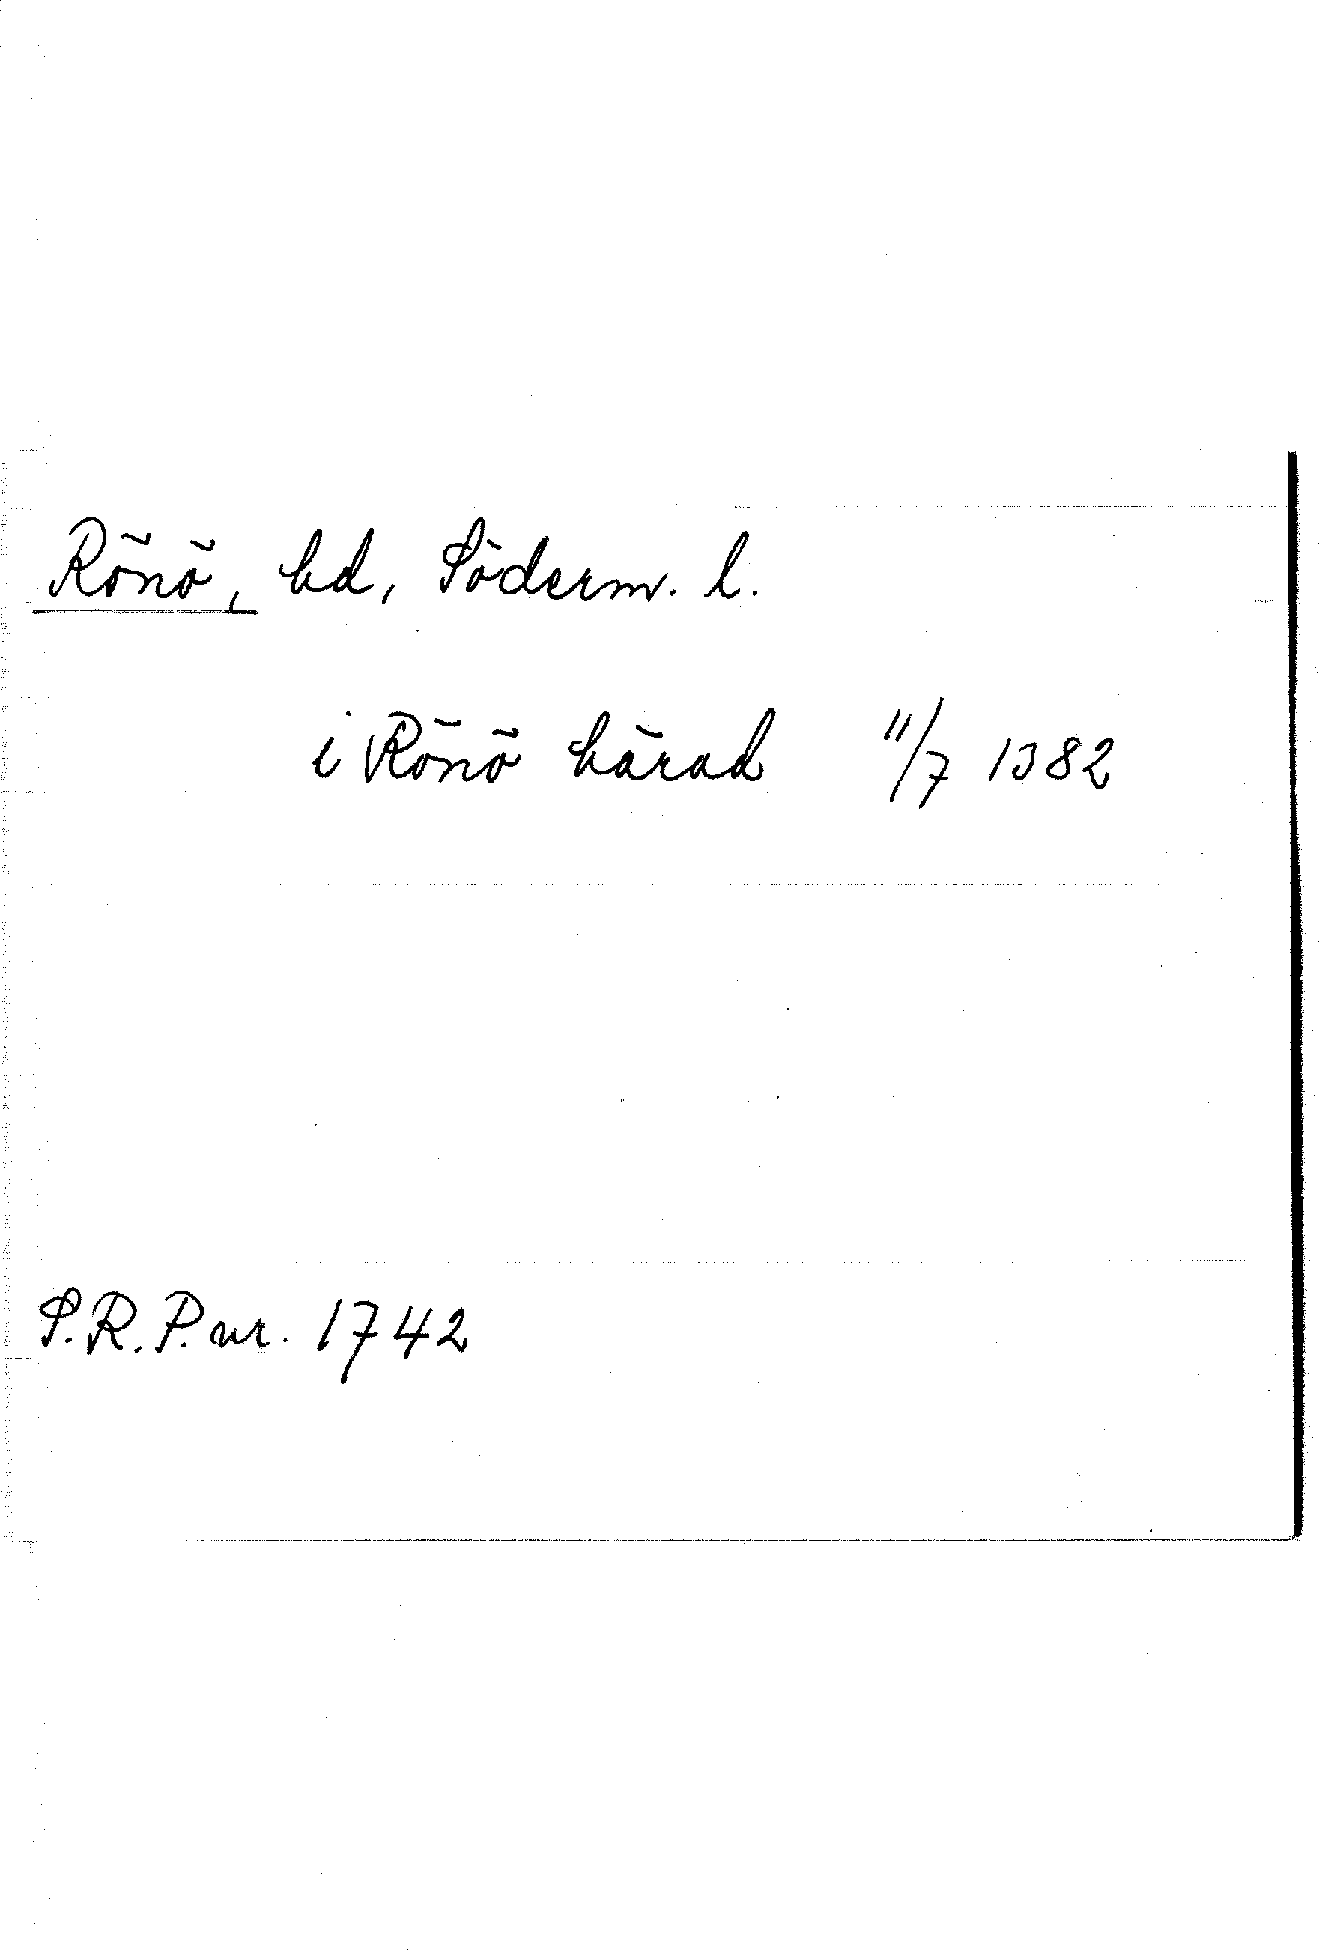 Rönö, hd, Söderm. l.
i Rönö härad 11/7 1382
S.R.P. nr. 1742